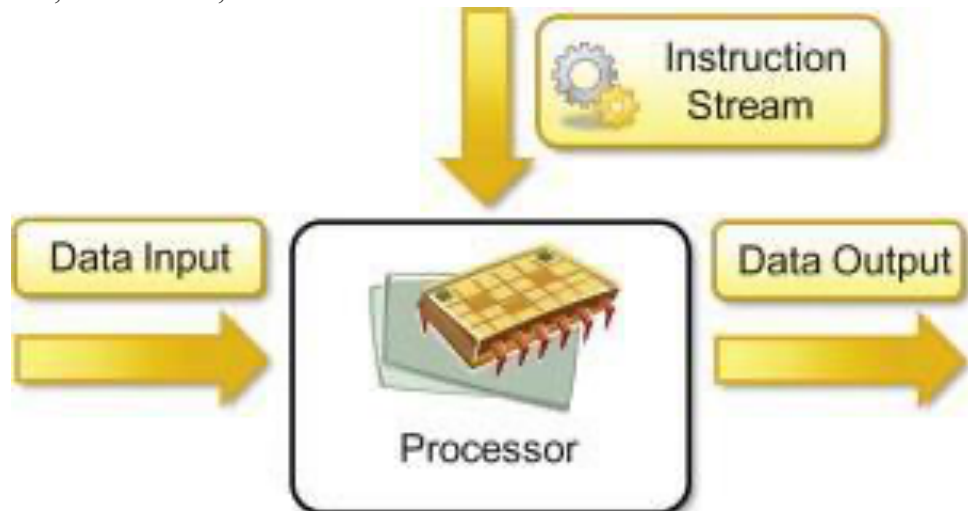 Instruction
Stream
Data Input
Data Output
Processor